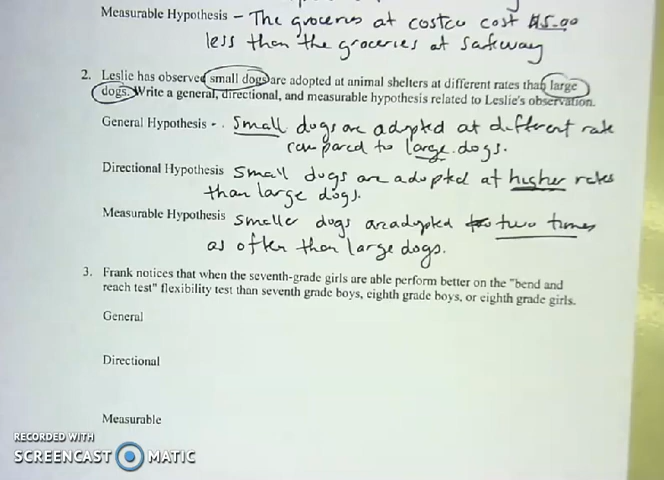 Measurable Hypothesis - The groceries at costco cost $15.00
less than the groceries at safeway
2. Leslie has observed small dogs are adopted at animal shelters at different rates than large
dogs. Write a general, directional, and measurable hypothesis related to Leslie's observation.
General Hypothesis - . Small dogs are adopted at different rate
compared to large dogs.
Directional Hypothesis Small dogs are adopted at higher rates
than large dogs.
Measurable Hypothesis smaller dogs are adopted two times
as often than large dogs.
3. Frank notices that when the seventh-grade girls are able perform better on the "bend and
reach test" flexibility test than seventh grade boys, eighth grade boys, or eighth grade girls.
General
Directional
Measurable
RECORDED WITH
SCREENCAST MATIC